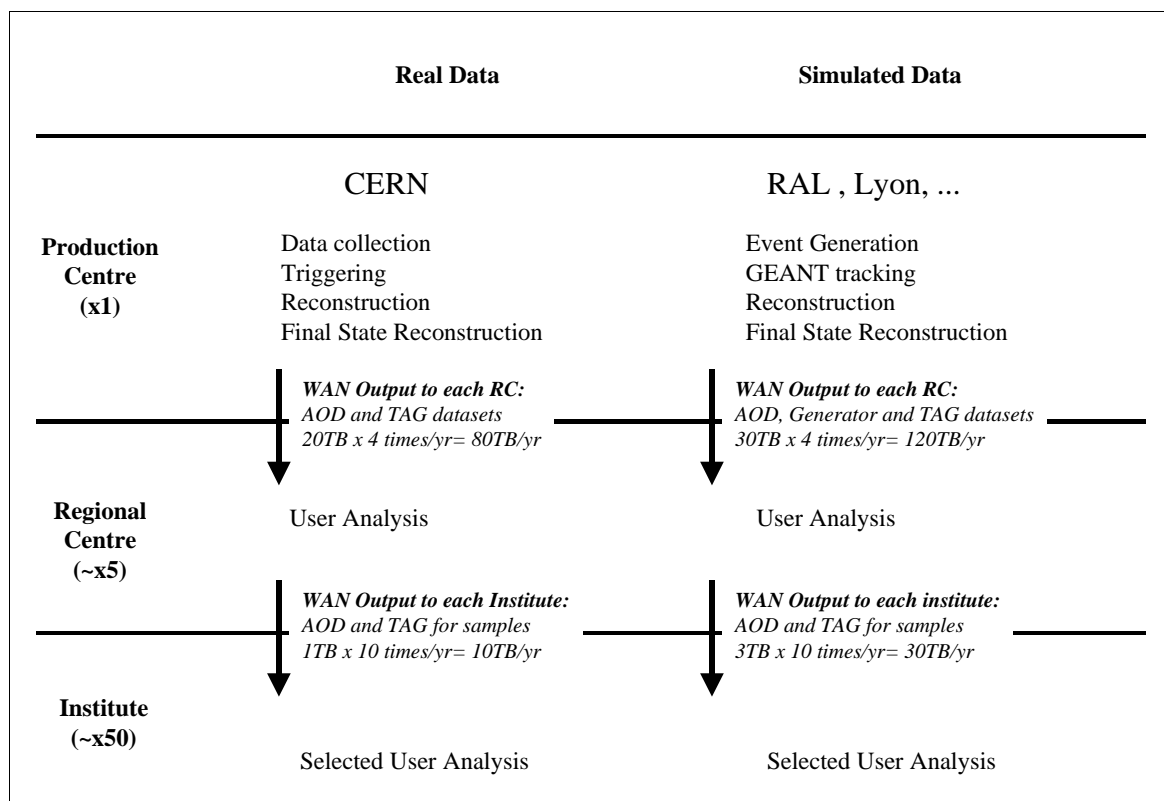 Real Data
Simulated Data
CERN
RAL , Lyon, ...
Production
Centre
(x1)
Data collection
Triggering
Reconstruction
Final State Reconstruction
Event Generation
GEANT tracking
Reconstruction
Final State Reconstruction
WAN Output to each RC:
AOD and TAG datasets
20TB x 4 times/yr= 80TB/yr
WAN Output to each RC:
AOD, Generator and TAG datasets
30TB x 4 times/yr= 120TB/yr
Regional
Centre
(~x5)
User Analysis
User Analysis
WAN Output to each Institute:
AOD and TAG for samples
1TB x 10 times/yr= 10TB/yr
WAN Output to each institute:
AOD and TAG for samples
3TB x 10 times/yr= 30TB/yr
Institute
(~x50)
Selected User Analysis
Selected User Analysis